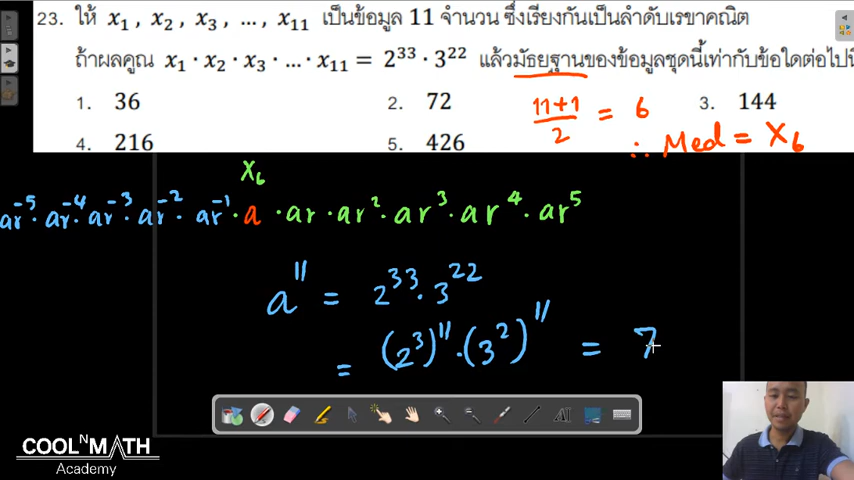 23. ให้ x₁ , x₂ , x₃ , ... , x₁₁ เป็นข้อมูล 11 จำนวน ซึ่งเรียงกันเป็นลำดับเรขาคณิต
ถ้าผลคูณ x₁ · x₂ · x₃ · ... · x₁₁ = 2³³ · 3²² แล้วมัธยฐานของข้อมูลชุดนี้เท่ากับข้อใดต่อไป
1. 36 2. 72 3. 144
4. 216 5. 426
11+1/2 = 6
∴ Med = x₆
x₆
ar⁻⁵ · ar⁻⁴ · ar⁻³ · ar⁻² · ar⁻¹ · a · ar · ar² · ar³ · ar⁴ · ar⁵
a¹¹ = 2³³ · 3²²
= (2³)¹¹ · (3²)¹¹ = 7
COOL N MATH
Academy